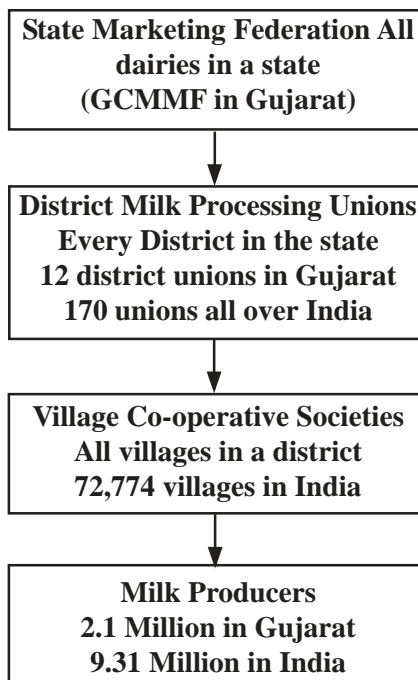 State Marketing Federation All
dairies in a state
(GCMMF in Gujarat)
District Milk Processing Unions
Every District in the state
12 district unions in Gujarat
170 unions all over India
Village Co-operative Societies
All villages in a district
72,774 villages in India
Milk Producers
2.1 Million in Gujarat
9.31 Million in India